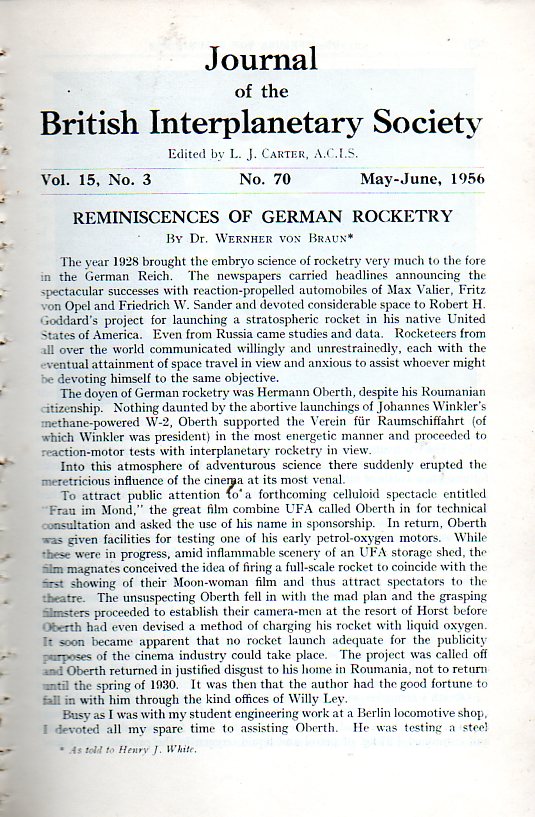 Journal
of the
British Interplanetary Society
Edited by L. J. CARTER, A.C.I.S.
Vol. 15, No. 3 No. 70 May-June, 1956
REMINISCENCES OF GERMAN ROCKETRY
BY DR. WERNHER VON BRAUN*
The year 1928 brought the embryo science of rocketry very much to the fore
in the German Reich. The newspapers carried headlines announcing the
spectacular successes with reaction-propelled automobiles of Max Valier, Fritz
von Opel and Friedrich W. Sander and devoted considerable space to Robert H.
Goddard's project for launching a stratospheric rocket in his native United
States of America. Even from Russia came studies and data. Rocketeers from
all over the world communicated willingly and unrestrainedly, each with the
eventual attainment of space travel in view and anxious to assist whoever might
be devoting himself to the same objective.
The doyen of German rocketry was Hermann Oberth, despite his Roumanian
citizenship. Nothing daunted by the abortive launchings of Johannes Winkler's
methane-powered W-2, Oberth supported the Verein für Raumschiffahrt (of
which Winkler was president) in the most energetic manner and proceeded to
reaction-motor tests with interplanetary rocketry in view.
Into this atmosphere of adventurous science there suddenly erupted the
meretricious influence of the cinema at its most venal.
To attract public attention to a forthcoming celluloid spectacle entitled
"Frau im Mond," the great film combine UFA called Oberth in for technical
consultation and asked the use of his name in sponsorship. In return, Oberth
was given facilities for testing one of his early petrol-oxygen motors. While
these were in progress, amid inflammable scenery of an UFA storage shed, the
film magnates conceived the idea of firing a full-scale rocket to coincide with the
first showing of their Moon-woman film and thus attract spectators to the
theatre. The unsuspecting Oberth fell in with the mad plan and the grasping
filmsters proceeded to establish their camera-men at the resort of Horst before
Oberth had even devised a method of charging his rocket with liquid oxygen.
It soon became apparent that no rocket launch adequate for the publicity
purposes of the cinema industry could take place. The project was called off
and Oberth returned in justified disgust to his home in Roumania, not to return
until the spring of 1930. It was then that the author had the good fortune to
fall in with him through the kind offices of Willy Ley.
Busy as I was with my student engineering work at a Berlin locomotive shop,
I devoted all my spare time to assisting Oberth. He was testing a steel
* As told to Henry J. White.